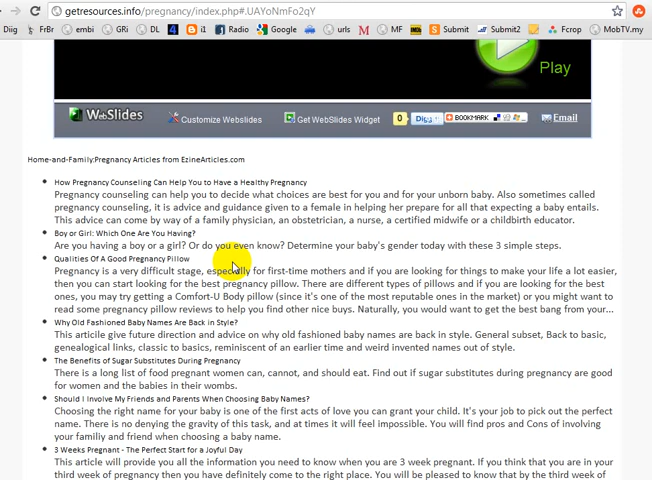 getresources.info/pregnancy/index.php#.UAYoNmFo2qY
Diig FrBr embi GRi DL 4 i1 Radio Google urls M MF Submit Submit2 Fcrop MobTV.my
Play
WebSlides Customize Webslides Get WebSlides Widget 0 Digg BOOKMARK Email
Home-and-Family:Pregnancy Articles from EzineArticles.com
How Pregnancy Counseling Can Help You to Have a Healthy Pregnancy
Pregnancy counseling can help you to decide what choices are best for you and for your unborn baby. Also sometimes called
pregnancy counseling, it is advice and guidance given to a female in helping her prepare for all that expecting a baby entails.
This advice can come by way of a family physician, an obstetrician, a nurse, a certified midwife or a childbirth educator.
Boy or Girl: Which One Are You Having?
Are you having a boy or a girl? Or do you even know? Determine your baby's gender today with these 3 simple steps.
Qualities Of A Good Pregnancy Pillow
Pregnancy is a very difficult stage, especially for first-time mothers and if you are looking for things to make your life a lot easier,
then you can start looking for the best pregnancy pillow. There are different types of pillows and if you are looking for the best
ones, you may try getting a Comfort-U Body pillow (since it's one of the most reputable ones in the market) or you might want to
read some pregnancy pillow reviews to help you find other nice buys. Naturally, you would want to get the best bang from your...
Why Old Fashioned Baby Names Are Back in Style?
This articile give future direction and advice on why old fashioned baby names are back in style. General subset, Back to basic,
genealogical links, classic to basics, reminiscent of an earlier time and weird invented names out of style.
The Benefits of Sugar Substitutes During Pregnancy
There is a long list of food pregnant women can, cannot, and should eat. Find out if sugar substitutes during pregnancy are good
for women and the babies in their wombs.
Should I Involve My Friends and Parents When Choosing Baby Names?
Choosing the right name for your baby is one of the first acts of love you can grant your child. It's your job to pick out the perfect
name. There is no denying the gravity of this task, and at times it will feel impossible. You will find pros and Cons of involving
your familiy and friend when choosing a baby name.
3 Weeks Pregnant - The Perfect Start for a Joyful Day
This article will provide you all the information you need to know when you are 3 week pregnant. If you think that you are in your
third week of pregnancy then you have definitely come to the right place. You will be pleased to know that by the third week of